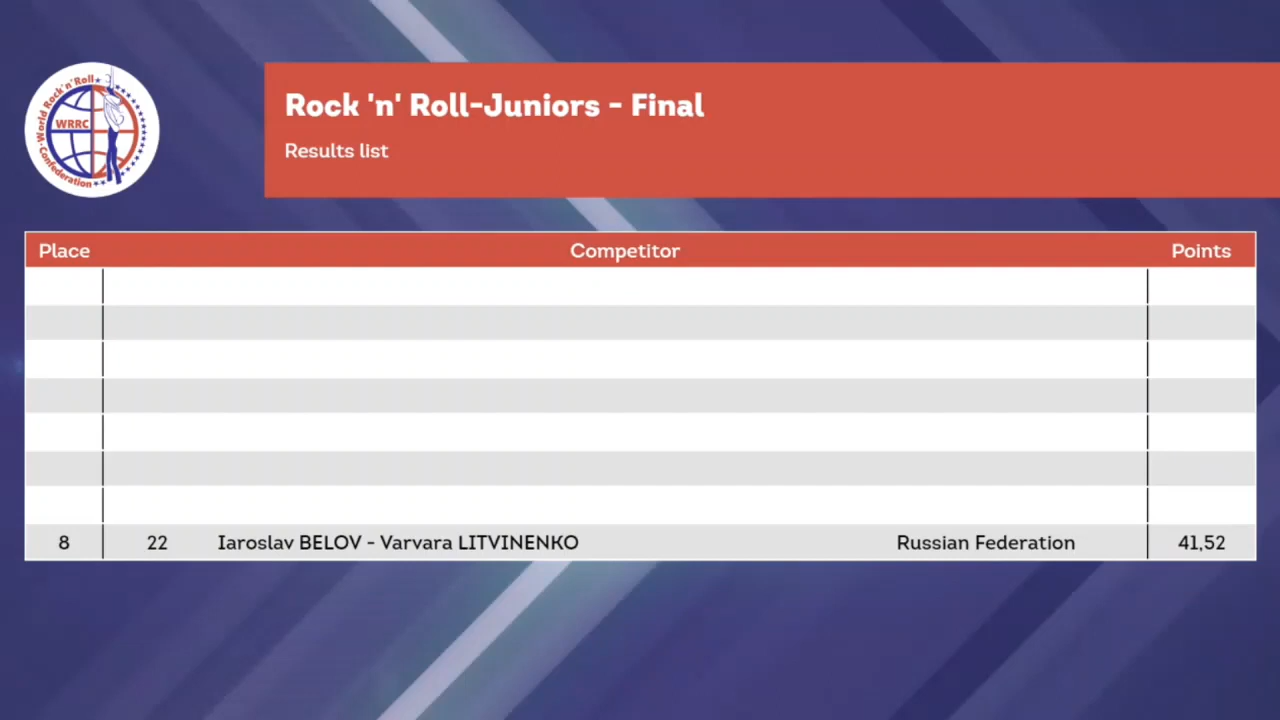 World Rock'n'Roll
WRRC
Confederation
Rock 'n' Roll-Juniors - Final
Results list
Place Competitor Points
8 22 Iaroslav BELOV - Varvara LITVINENKO Russian Federation 41,52